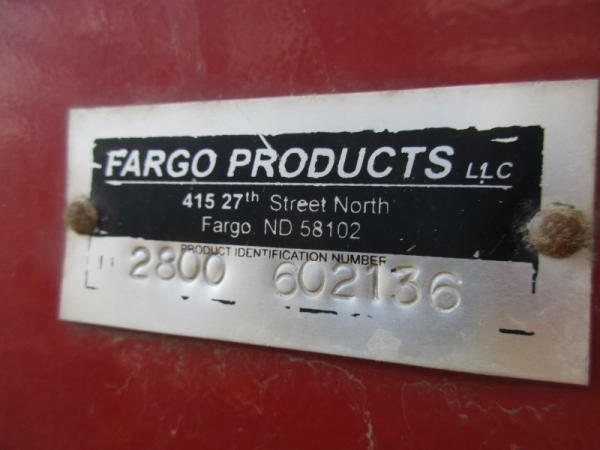 FARGO PRODUCTS LLC
415 27th Street North
Fargo, ND 58102
PRODUCT IDENTIFICATION NUMBER
2800 602136